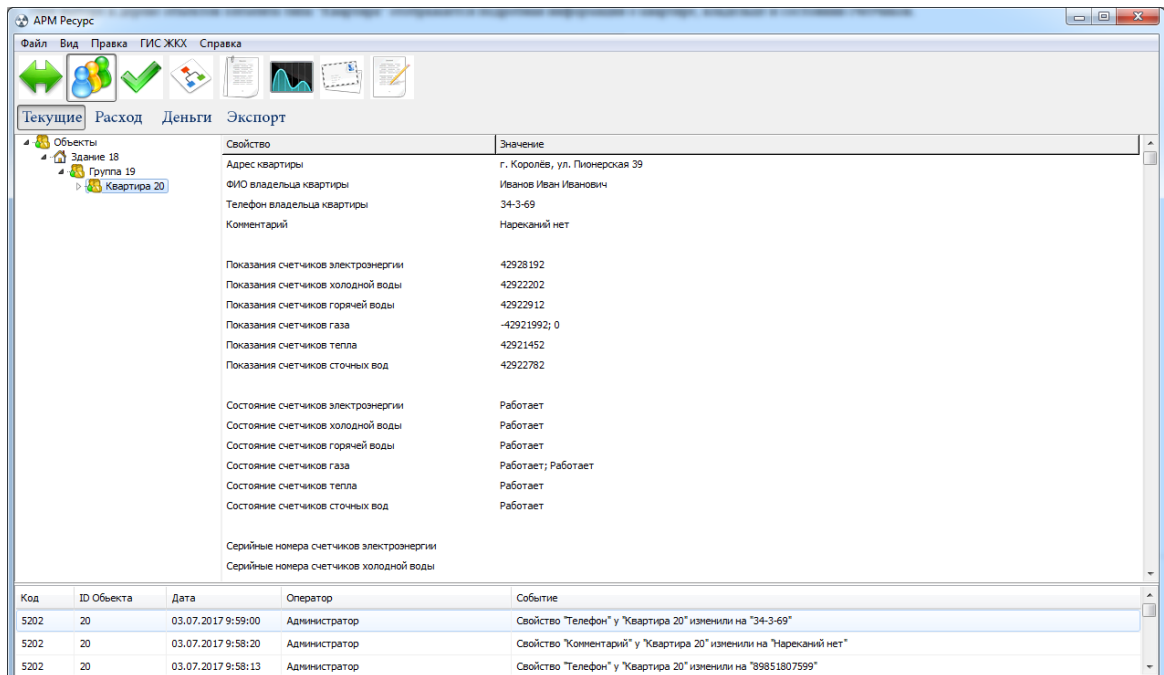 АРМ Ресурс
Файл Вид Правка ГИС ЖКХ Справка
Текущие Расход Деньги Экспорт
Объекты
Здание 18
Группа 19
Квартира 20
Свойство Значение
Адрес квартиры г. Королёв, ул. Пионерская 39
ФИО владельца квартиры Иванов Иван Иванович
Телефон владельца квартиры 34-3-69
Комментарий Нареканий нет
Показания счетчиков электроэнергии 42928192
Показания счетчиков холодной воды 42922202
Показания счетчиков горячей воды 42922912
Показания счетчиков газа -42921992; 0
Показания счетчиков тепла 42921452
Показания счетчиков сточных вод 42922782
Состояние счетчиков электроэнергии Работает
Состояние счетчиков холодной воды Работает
Состояние счетчиков горячей воды Работает
Состояние счетчиков газа Работает; Работает
Состояние счетчиков тепла Работает
Состояние счетчиков сточных вод Работает
Серийные номера счетчиков электроэнергии
Серийные номера счетчиков холодной воды
Код ID Объекта Дата Оператор Событие
5202 20 03.07.2017 9:59:00 Администратор Свойство "Телефон" у "Квартира 20" изменили на "34-3-69"
5202 20 03.07.2017 9:58:20 Администратор Свойство "Комментарий" у "Квартира 20" изменили на "Нареканий нет"
5202 20 03.07.2017 9:58:13 Администратор Свойство "Телефон" у "Квартира 20" изменили на "89851807599"